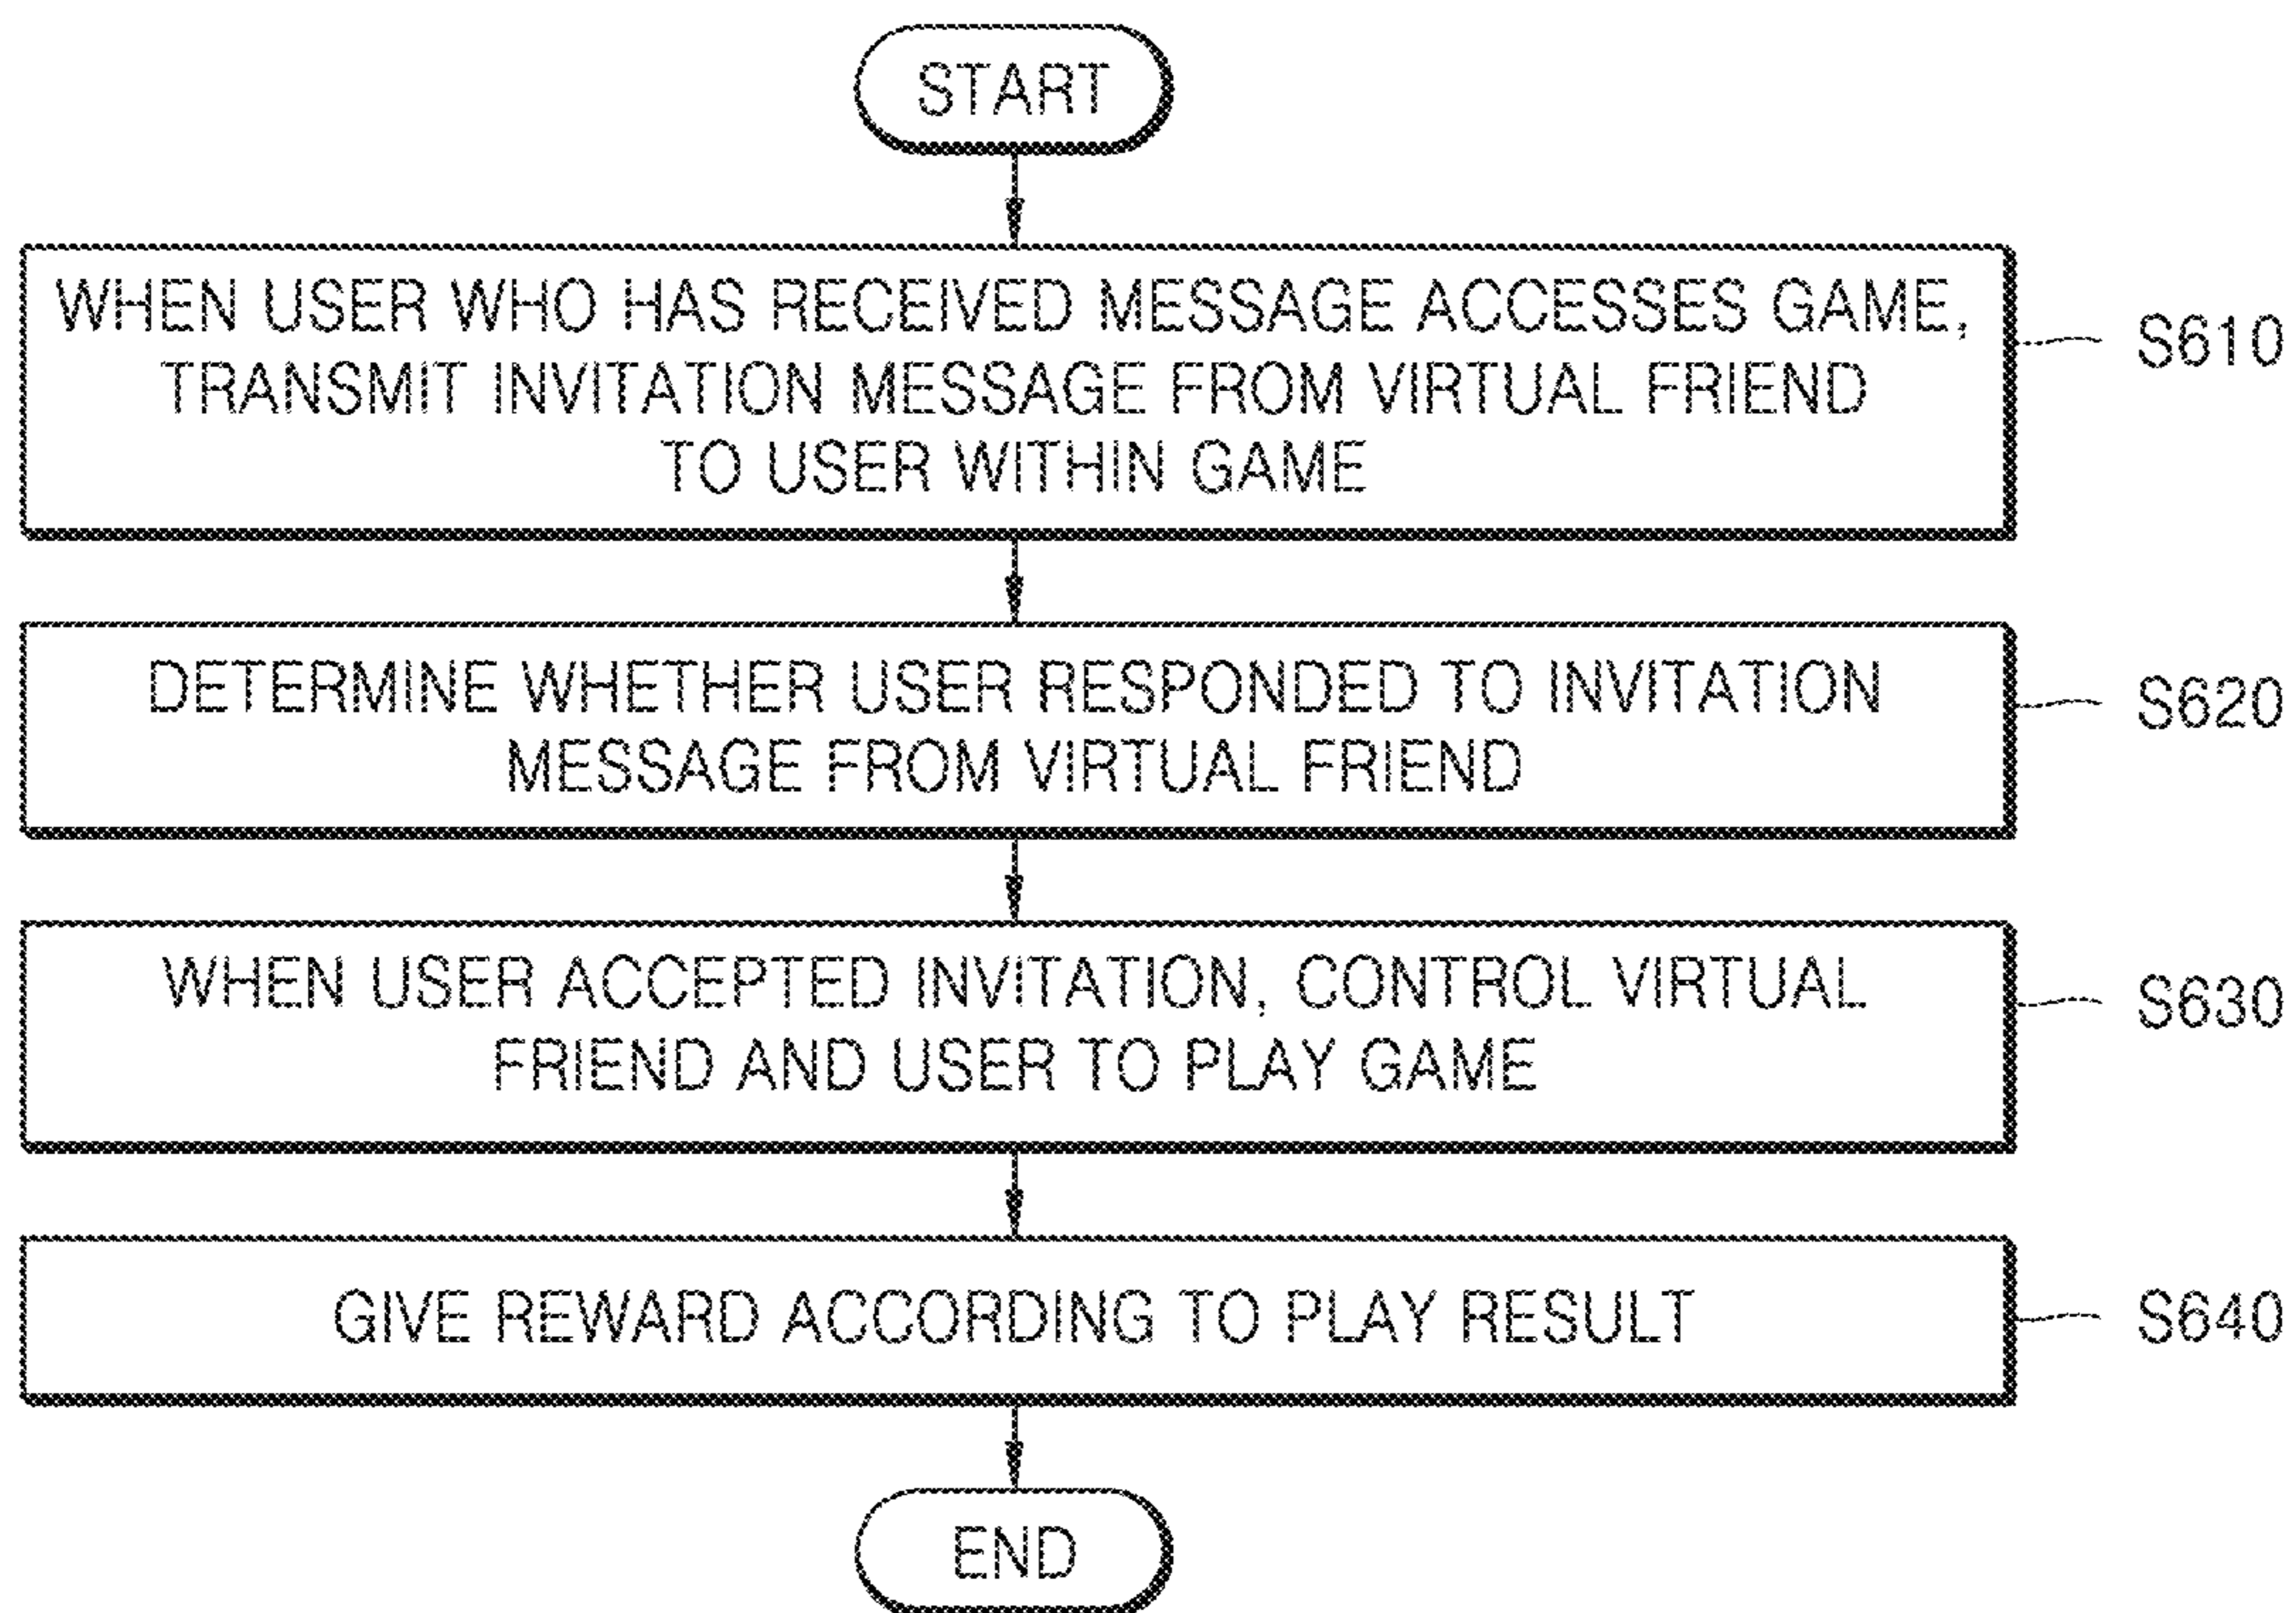 START
WHEN USER WHO HAS RECEIVED MESSAGE ACCESSES GAME,
TRANSMIT INVITATION MESSAGE FROM VIRTUAL FRIEND
TO USER WITHIN GAME
S610
DETERMINE WHETHER USER RESPONDED TO INVITATION
MESSAGE FROM VIRTUAL FRIEND
S620
WHEN USER ACCEPTED INVITATION, CONTROL VIRTUAL
FRIEND AND USER TO PLAY GAME
S630
GIVE REWARD ACCORDING TO PLAY RESULT
S640
END